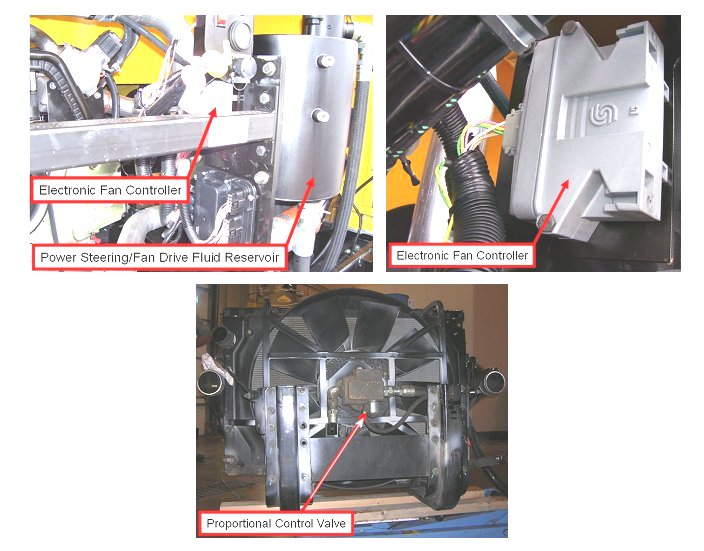 Electronic Fan Controller
Power Steering/Fan Drive Fluid Reservoir
Electronic Fan Controller
Proportional Control Valve